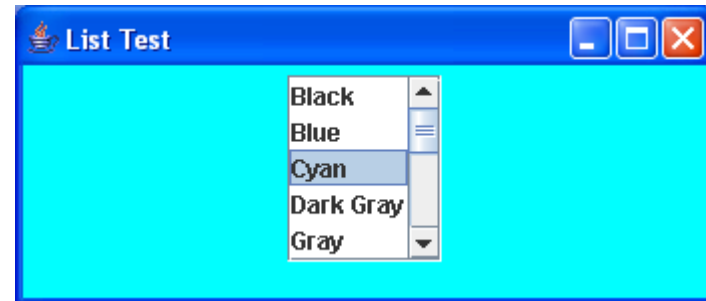 List Test
Black
Blue
Cyan
Dark Gray
Gray